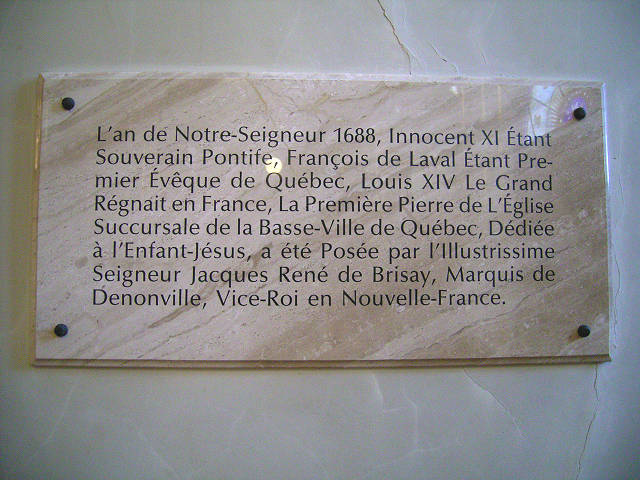 L'an de Notre-Seigneur 1688, Innocent XI Étant
Souverain Pontife, François de Laval Étant Pre-
mier Évêque de Québec, Louis XIV Le Grand
Régnait en France, La Première Pierre de L'Église
Succursale de la Basse-Ville de Québec, Dédiée
à l'Enfant-Jésus, a été Posée par l'Illustrissime
Seigneur Jacques René de Brisay, Marquis de
Denonville, Vice-Roi en Nouvelle-France.